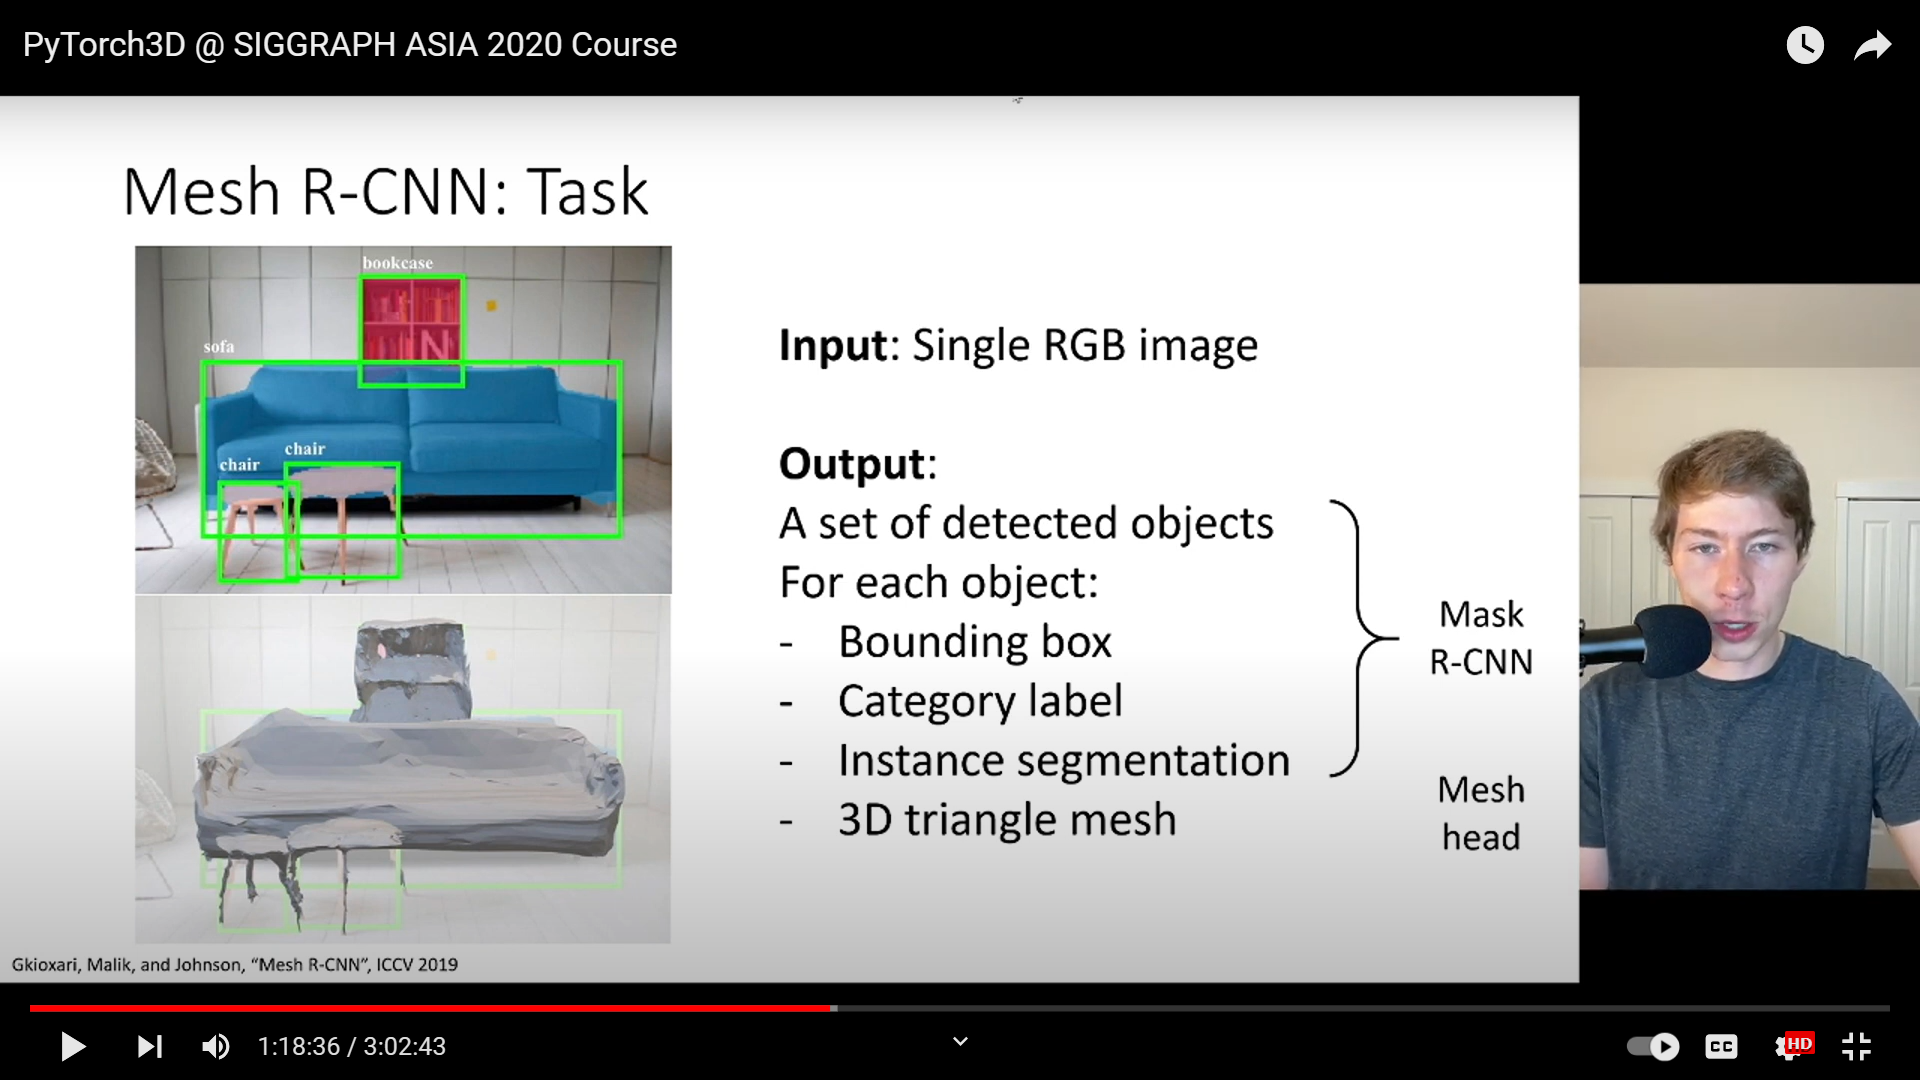 PyTorch3D @ SIGGRAPH ASIA 2020 Course
Mesh R-CNN: Task
bookcase
sofa
chair
chair
N
Input: Single RGB image
Output:
A set of detected objects
For each object:
- Bounding box
- Category label
- Instance segmentation
- 3D triangle mesh
Mask
R-CNN
Mesh
head
Gkioxari, Malik, and Johnson, “Mesh R-CNN”, ICCV 2019
1:18:36 / 3:02:43
CC
HD